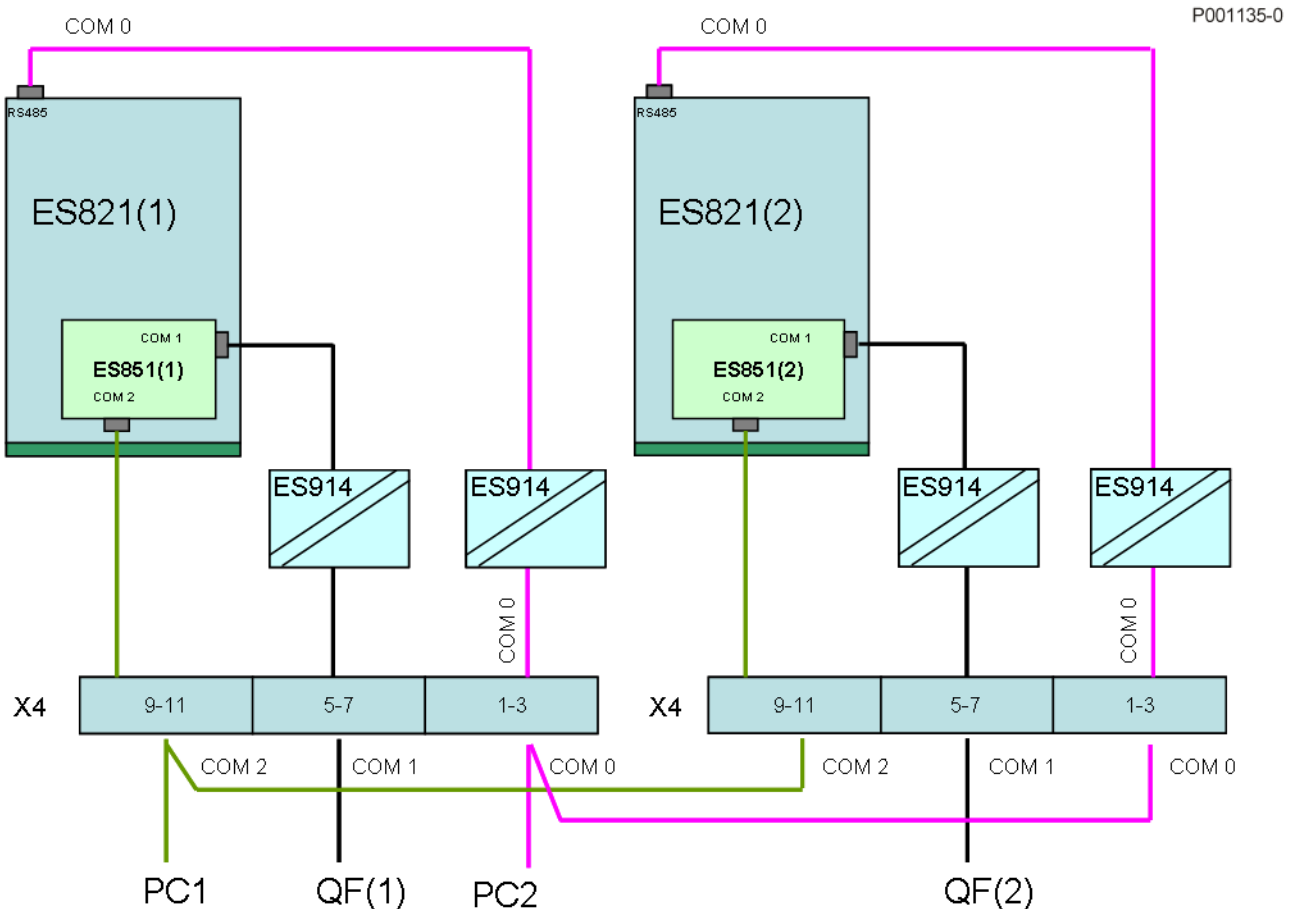 P001135-0
COM 0
COM 0
RS485
RS485
ES821(1)
ES821(2)
COM 1
ES851(1)
COM 2
COM 1
ES851(2)
COM 2
ES914
ES914
ES914
ES914
COM 0
COM 0
X4
9-11
5-7
1-3
X4
9-11
5-7
1-3
COM 2
COM 1
COM 0
COM 2
COM 1
COM 0
PC1
QF(1)
PC2
QF(2)